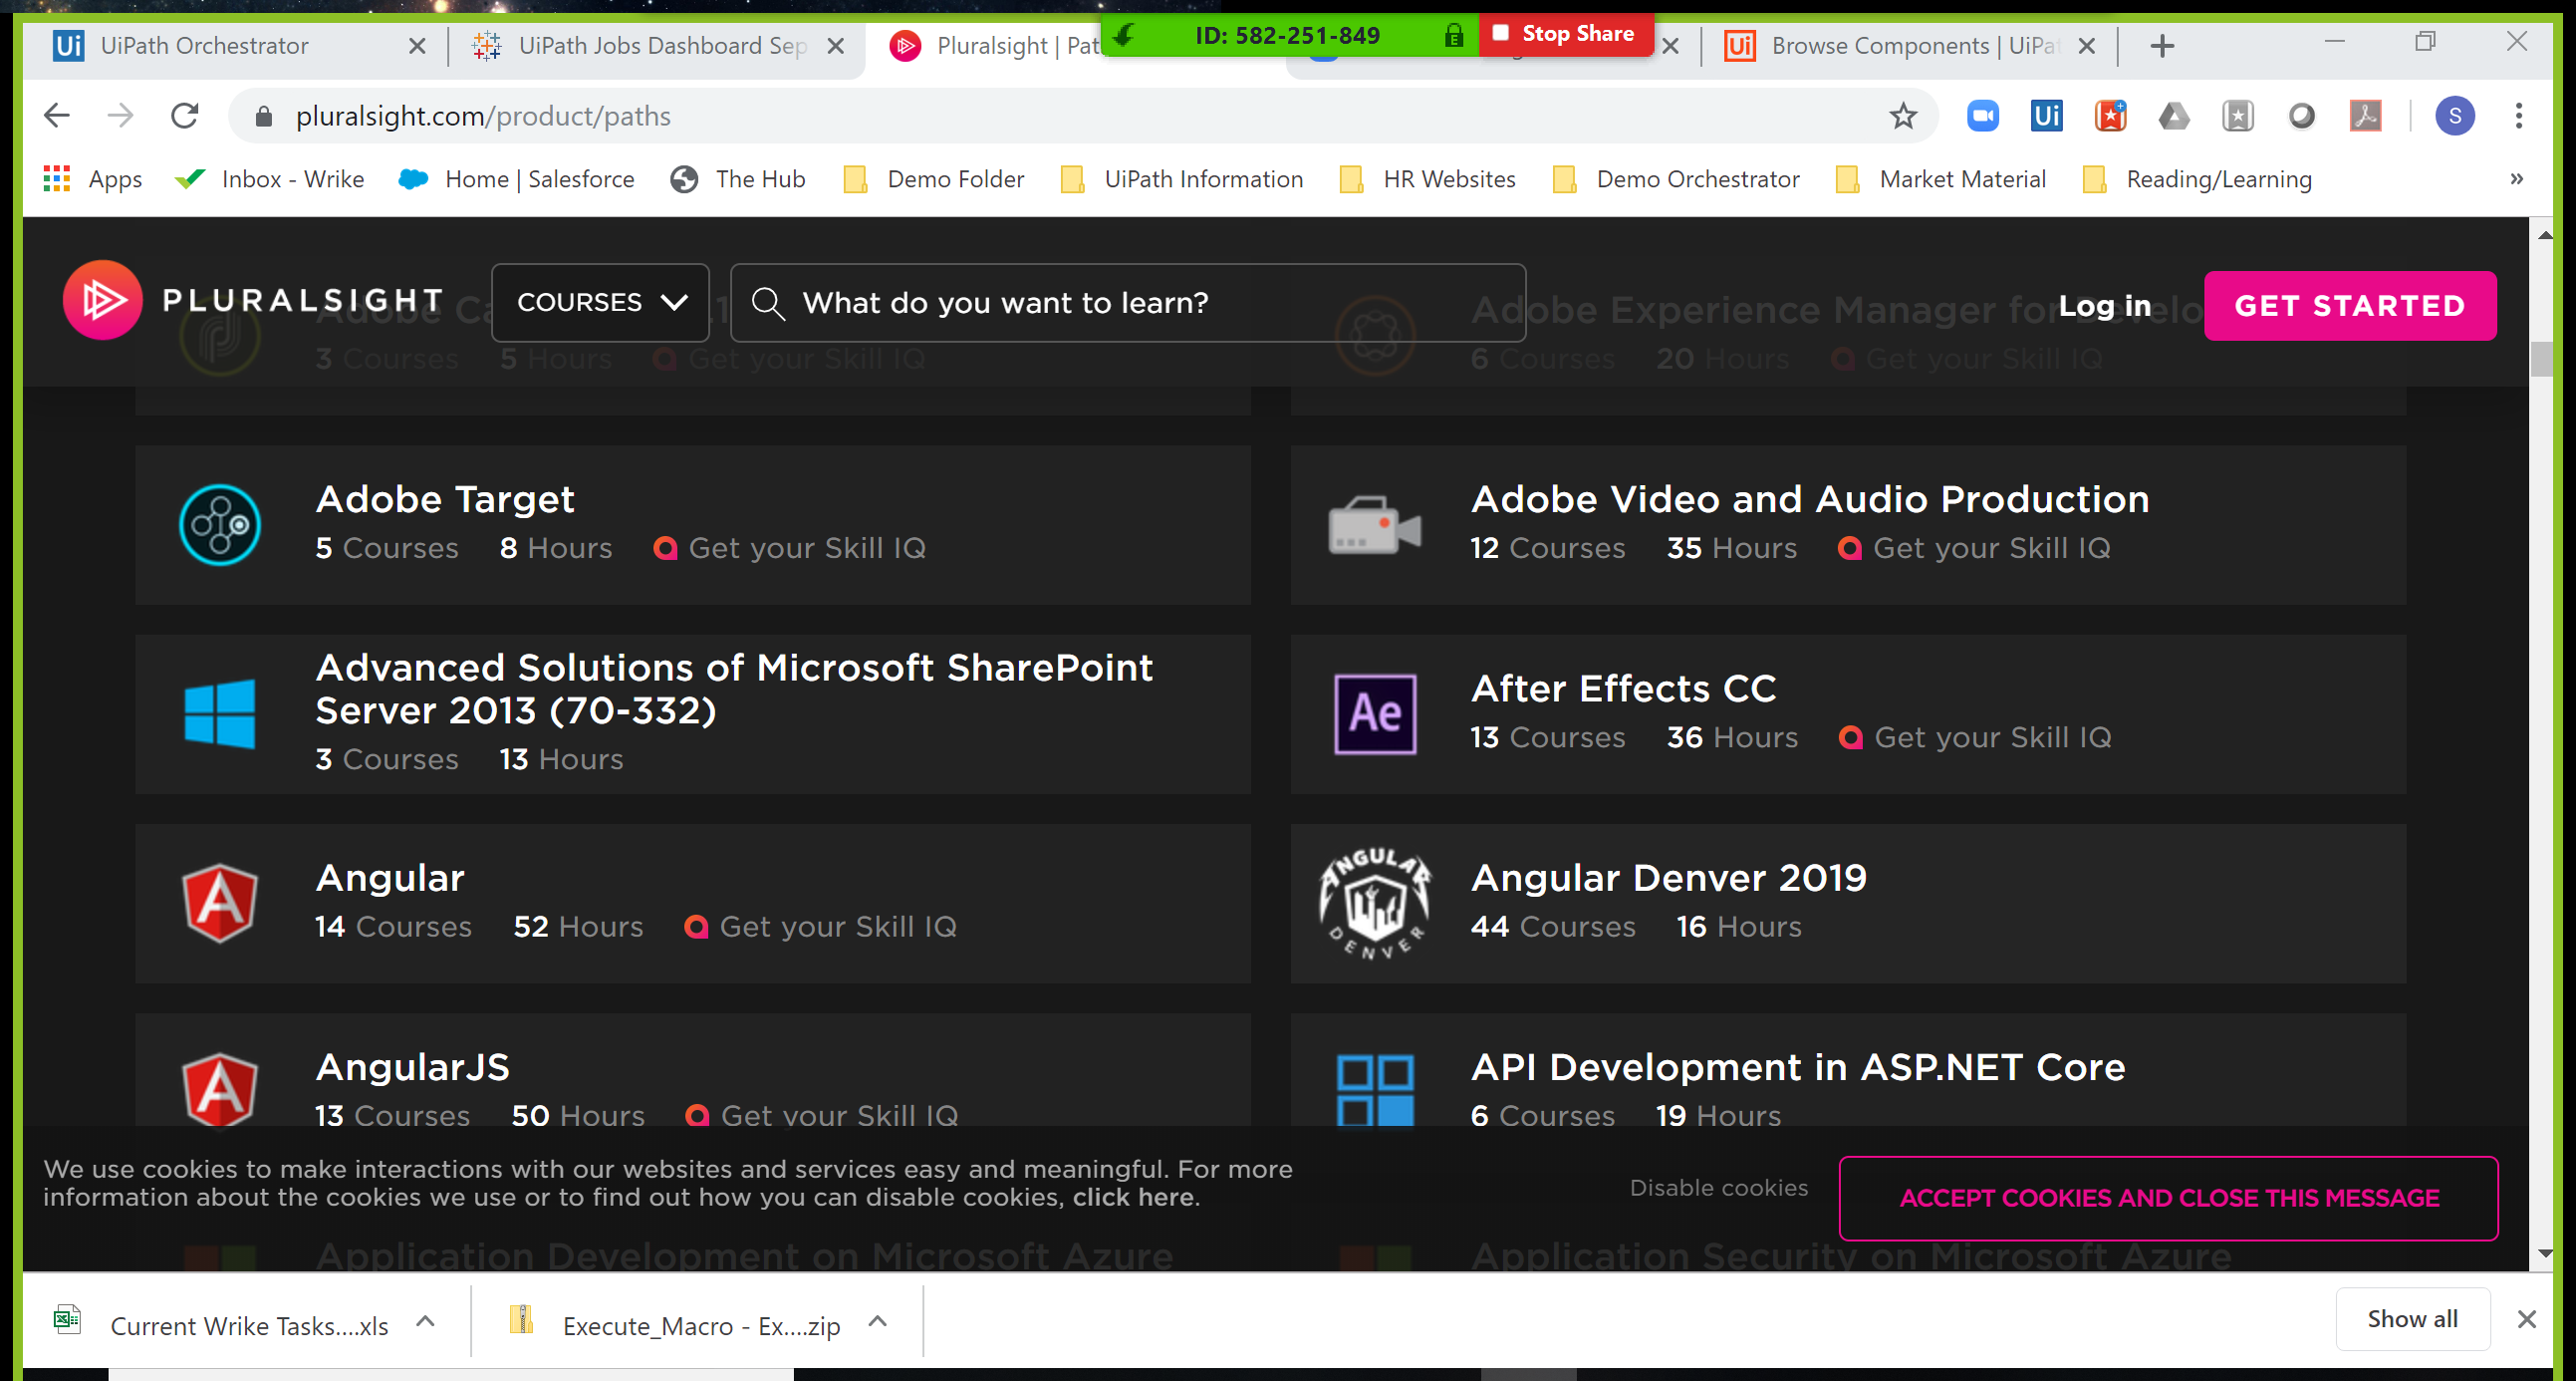 UiPath Orchestrator
UiPath Jobs Dashboard Sep
Pluralsight | Pat
ID: 582-251-849
Stop Share
Browse Components | UiPat
pluralsight.com/product/paths
S
Apps
Inbox - Wrike
Home | Salesforce
The Hub
Demo Folder
UiPath Information
HR Websites
Demo Orchestrator
Market Material
Reading/Learning
»
PLURALSIGHT
COURSES
What do you want to learn?
Log in
GET STARTED
3 Courses 5 Hours Get your Skill IQ
Adobe Experience Manager for Develo
6 Courses 20 Hours Get your Skill IQ
Adobe Target
5 Courses 8 Hours Get your Skill IQ
Adobe Video and Audio Production
12 Courses 35 Hours Get your Skill IQ
Advanced Solutions of Microsoft SharePoint
Server 2013 (70-332)
3 Courses 13 Hours
Ae
After Effects CC
13 Courses 36 Hours Get your Skill IQ
Angular
14 Courses 52 Hours Get your Skill IQ
ANGULAR
DENVER
Angular Denver 2019
44 Courses 16 Hours
AngularJS
13 Courses 50 Hours Get your Skill IQ
API Development in ASP.NET Core
6 Courses 19 Hours
We use cookies to make interactions with our websites and services easy and meaningful. For more
information about the cookies we use or to find out how you can disable cookies, click here.
Disable cookies
ACCEPT COOKIES AND CLOSE THIS MESSAGE
Application Development on Microsoft Azure
Application Security on Microsoft Azure
Current Wrike Tasks....xls
Execute_Macro - Ex....zip
Show all